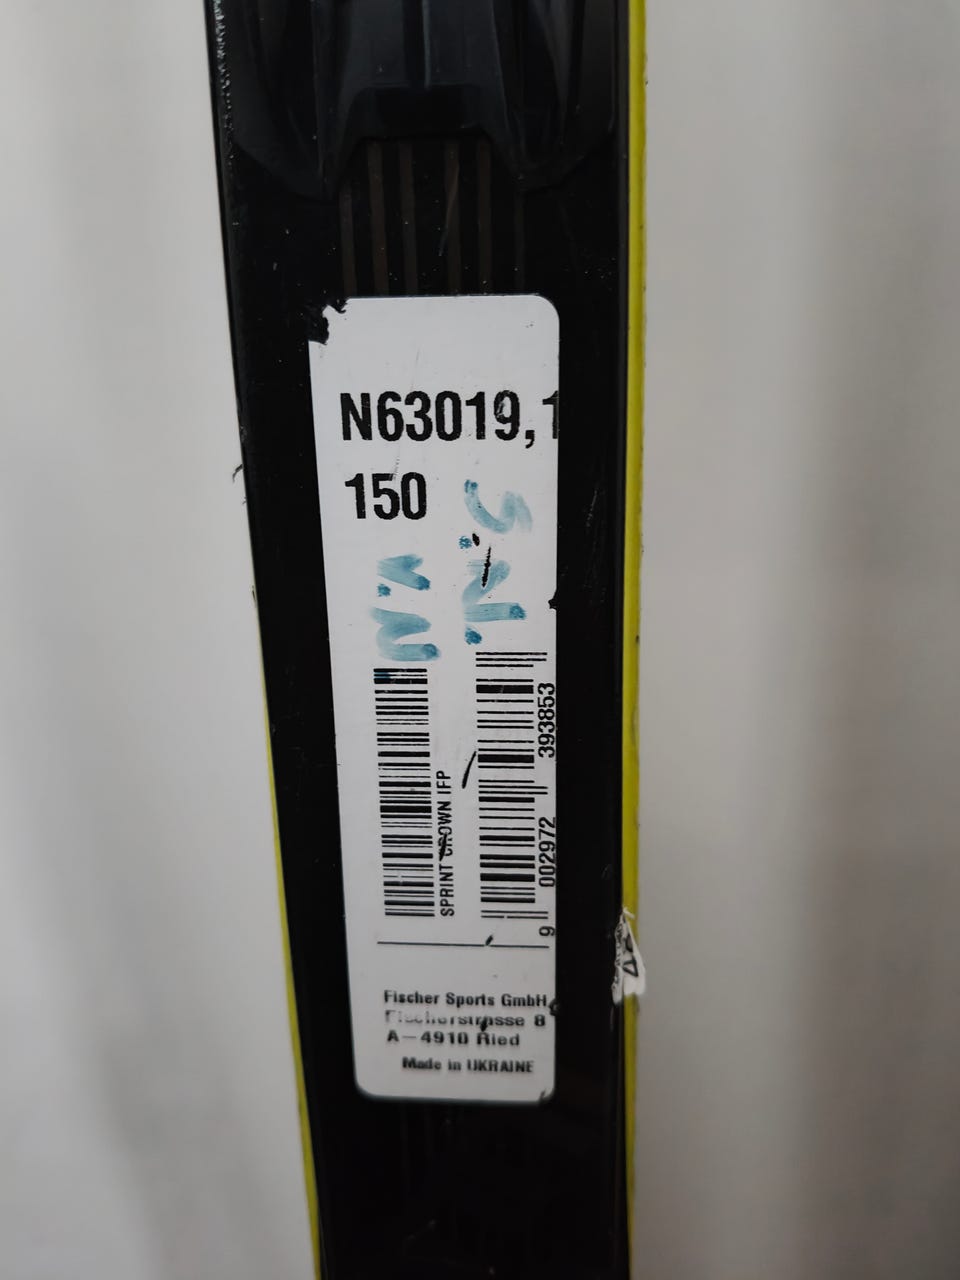 N63019,1
150
SPRINT CROWN IFP
9 002972 393853
Fischer Sports GmbH
Fischerstrasse 8
A-4910 Ried
Made in UKRAINE